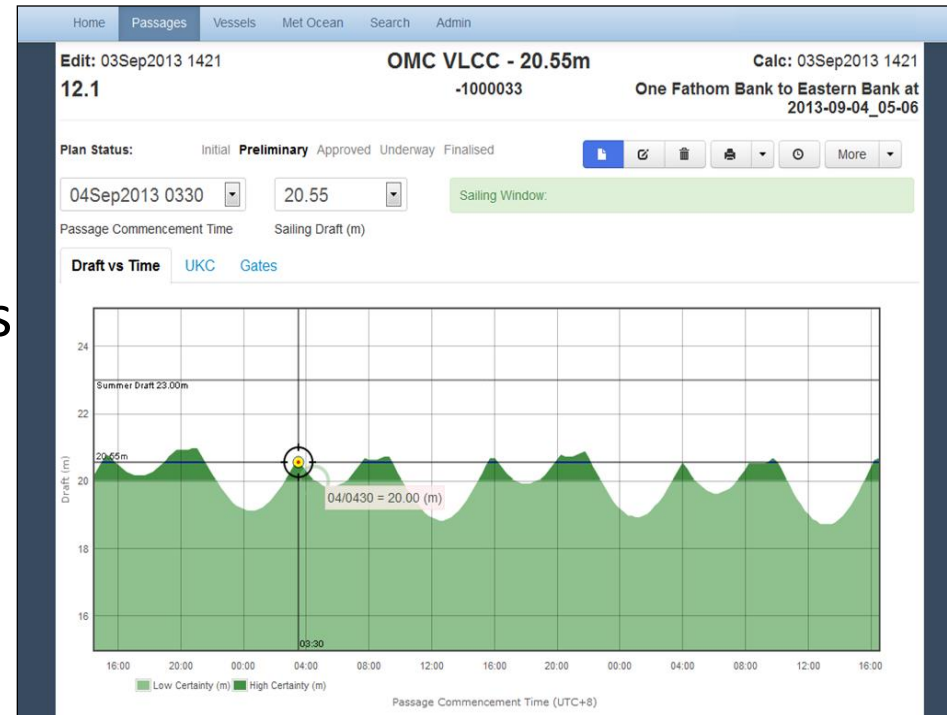 Home Passages Vessels Met Ocean Search Admin
Edit: 03Sep2013 1421 OMC VLCC - 20.55m Calc: 03Sep2013 1421
12.1 -1000033 One Fathom Bank to Eastern Bank at
2013-09-04_05-06
Plan Status: Initial Preliminary Approved Underway Finalised
More
04Sep2013 0330 20.55 Sailing Window:
Passage Commencement Time Sailing Draft (m)
Draft vs Time UKC Gates
s
24
Summer Draft 23.00m
22
20.55m
20
Draft (m)
04/0430 = 20.00 (m)
18
16
03:30
16:00 20:00 00:00 04:00 08:00 12:00 16:00 20:00 00:00 04:00 08:00 12:00 16:00
Low Certainty (m) High Certainty (m)
Passage Commencement Time (UTC+8)